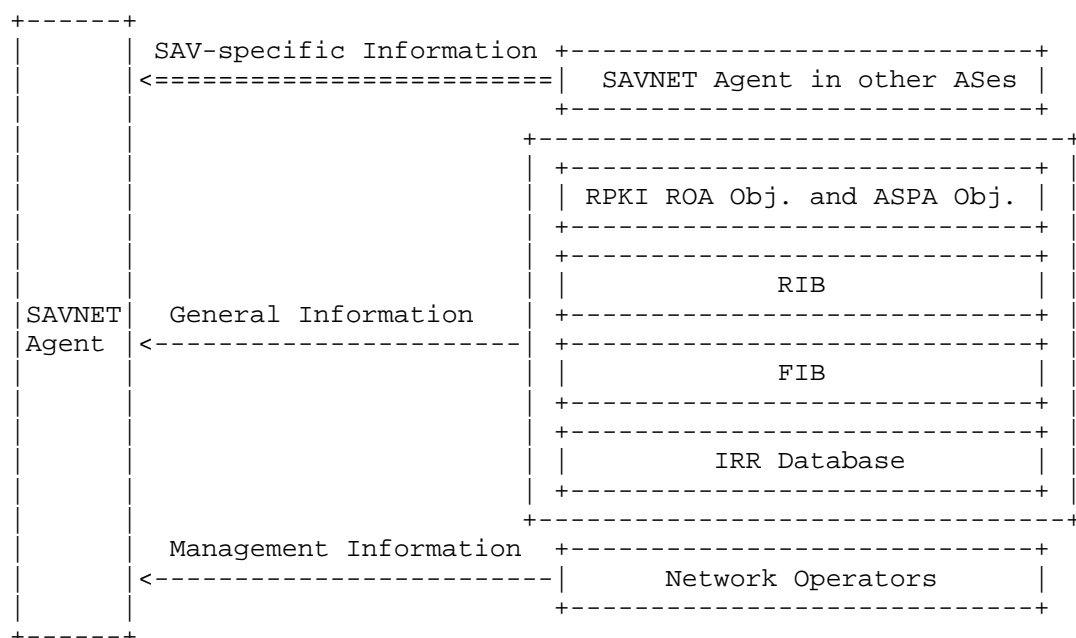 SAV-specific Information
SAVNET Agent in other ASes
RPKI ROA Obj. and ASPA Obj.
RIB
SAVNET
Agent
General Information
FIB
IRR Database
Management Information
Network Operators